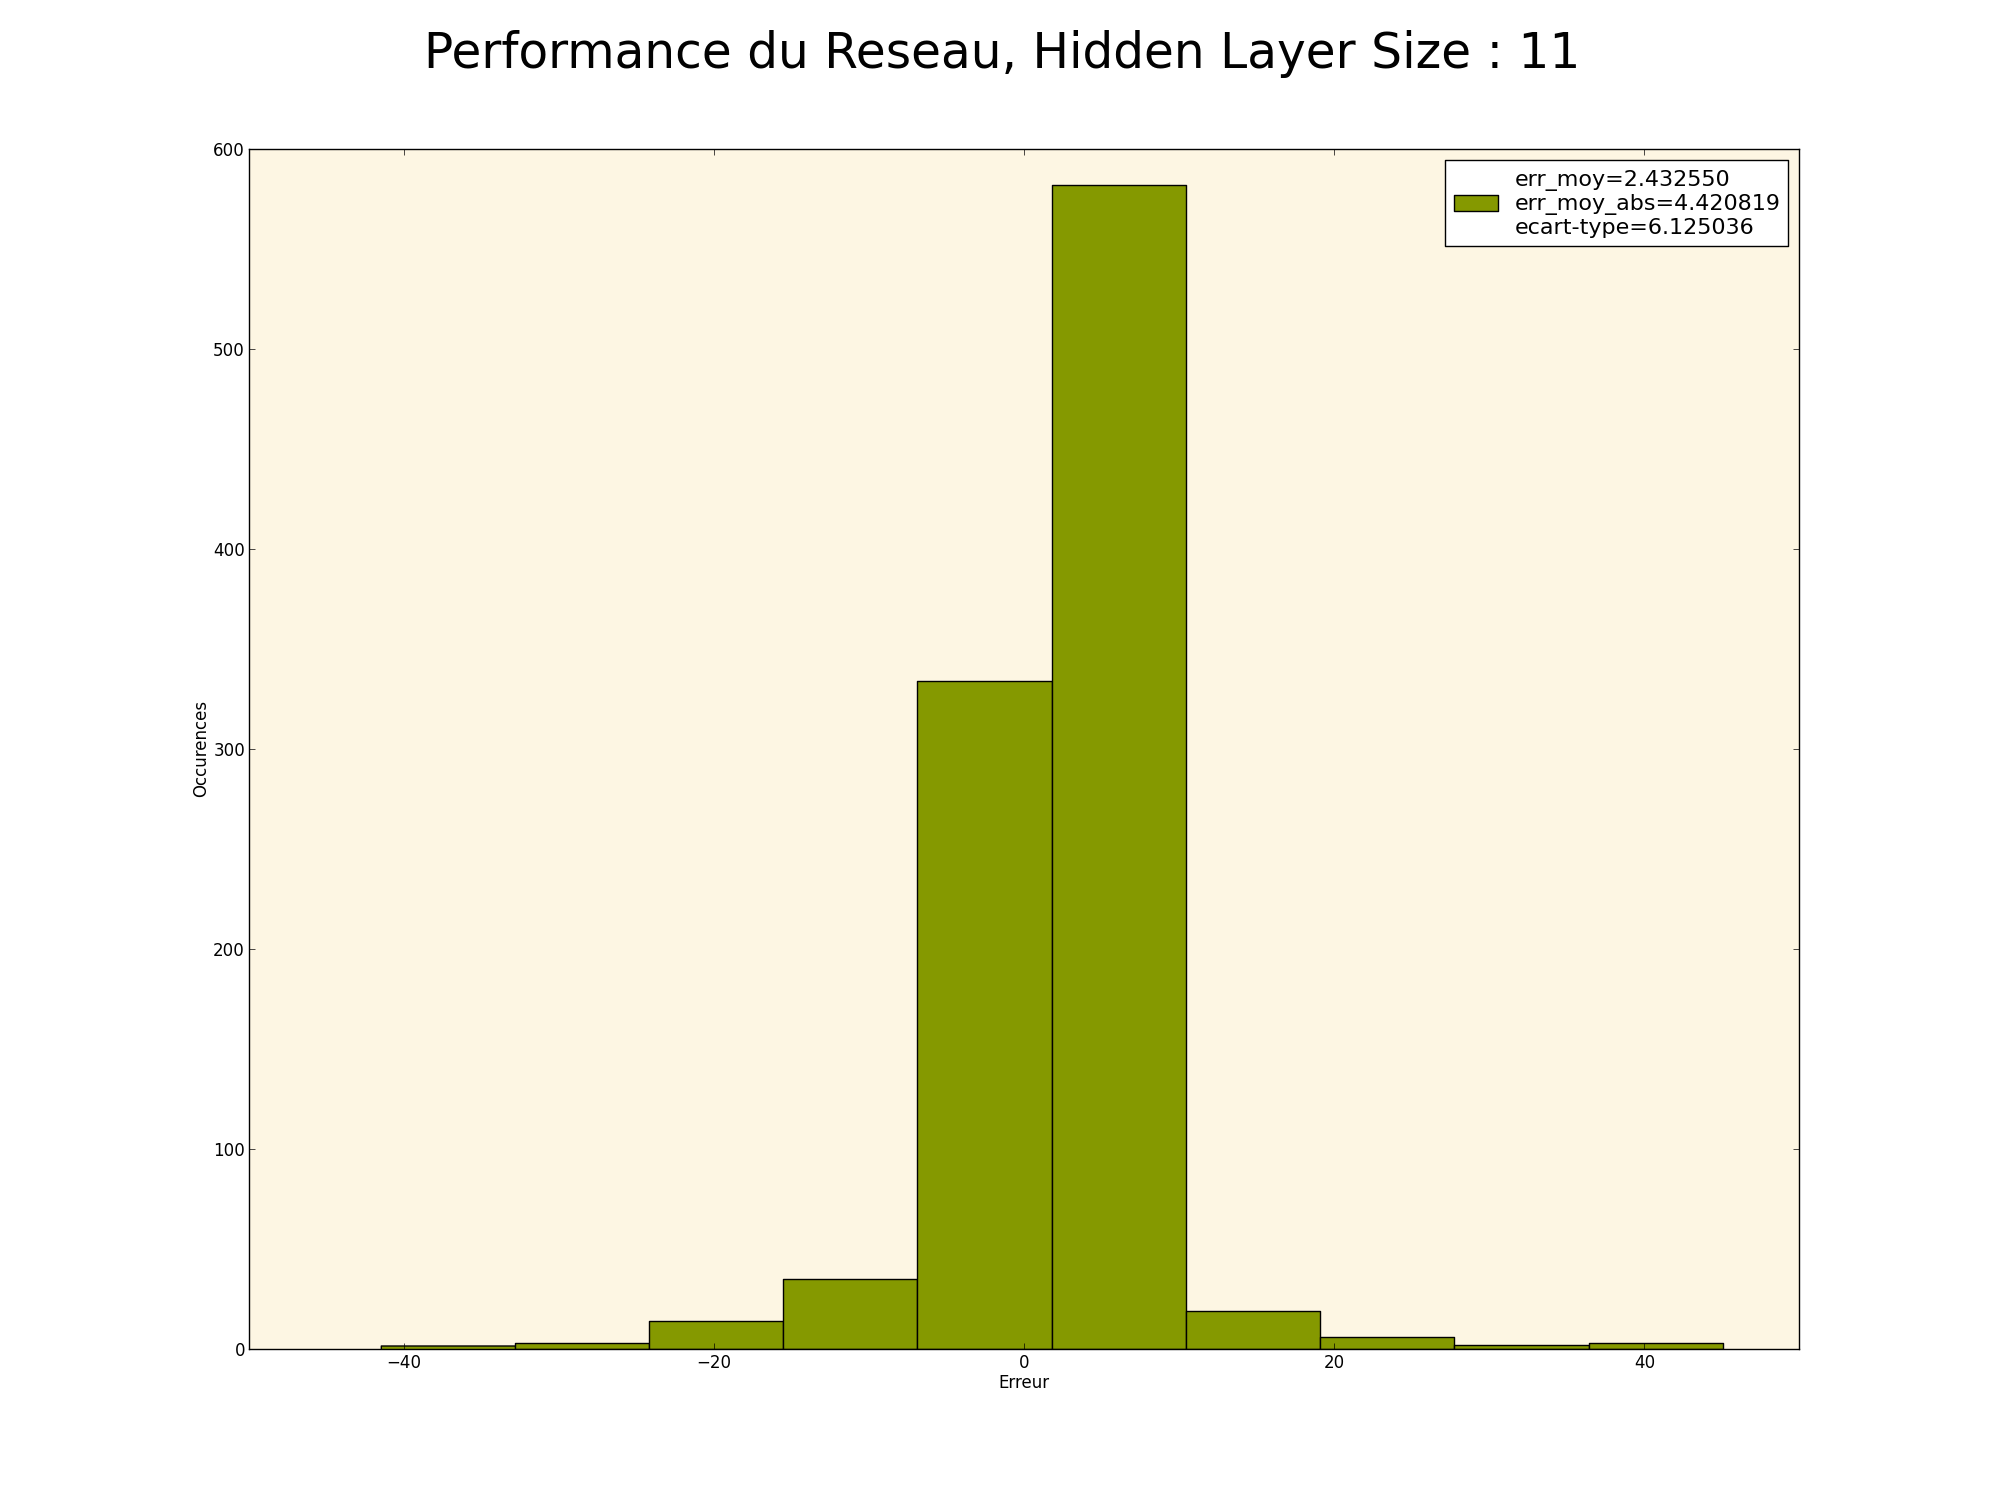 Performance du Reseau, Hidden Layer Size : 11
err_moy=2.432550
err_moy_abs=4.420819
ecart-type=6.125036
600
500
400
300
200
100
0
Occurences
−40
−20
0
20
40
Erreur